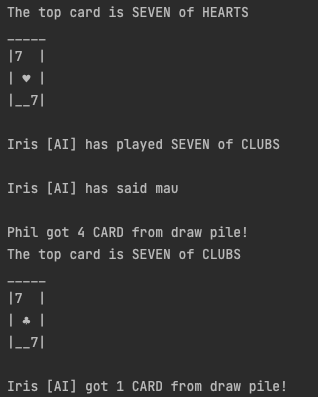 The top card is SEVEN of HEARTS
_____
|7  |
| ♥ |
|__7|
Iris [AI] has played SEVEN of CLUBS
Iris [AI] has said mau
Phil got 4 CARD from draw pile!
The top card is SEVEN of CLUBS
_____
|7  |
| ♣ |
|__7|
Iris [AI] got 1 CARD from draw pile!